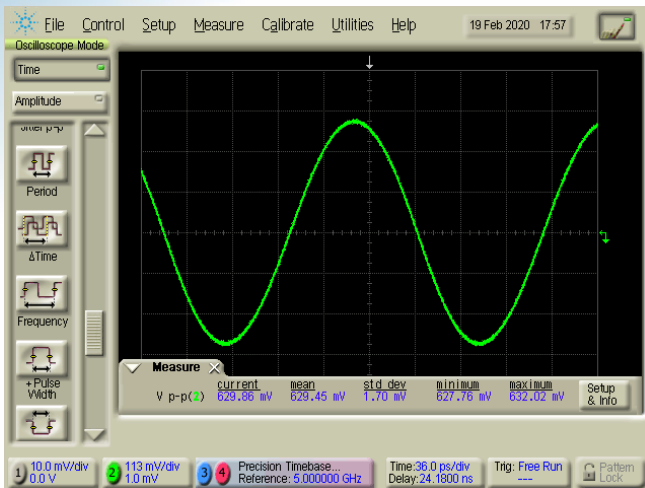 File Control Setup Measure Calibrate Utilities Help 19 Feb 2020 17:57
Oscilloscope Mode
Time
Amplitude
Jitter p-p
Period
ΔTime
Frequency
+ Pulse
Width
Measure
current mean std dev minimum maximum
V p-p(2) 629.86 mV 629.45 mV 1.70 mV 627.76 mV 632.02 mV
Setup
& Info
1) 10.0 mV/div
0.0 V
2) 113 mV/div
1.0 mV
3 4) Precision Timebase...
Reference: 5.000000 GHz
Time:36.0 ps/div
Delay:24.1800 ns
Trig: Free Run
---
Pattern
Lock